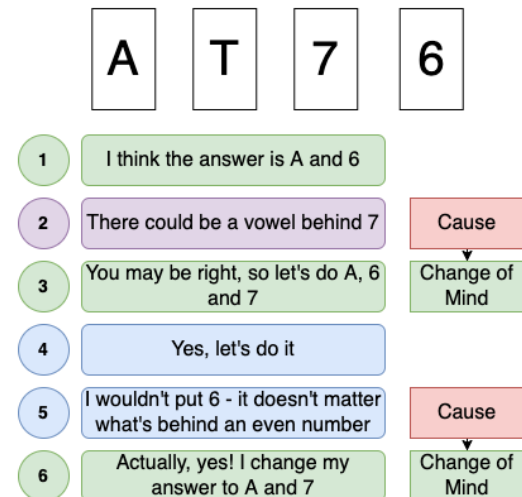 A T 7 6
1 I think the answer is A and 6
2 There could be a vowel behind 7 Cause
3 You may be right, so let's do A, 6 Change of
and 7 Mind
4 Yes, let's do it
5 I wouldn't put 6 - it doesn't matter Cause
what's behind an even number
6 Actually, yes! I change my Change of
answer to A and 7 Mind